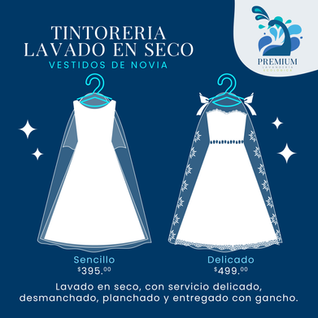 TINTORERIA
LAVADO EN SECO
VESTIDOS DE NOVIA
PREMIUM
Sencillo
$395.00
Delicado
$499.00
Lavado en seco, con servicio delicado,
desmanchado, planchado y entregado con gancho.